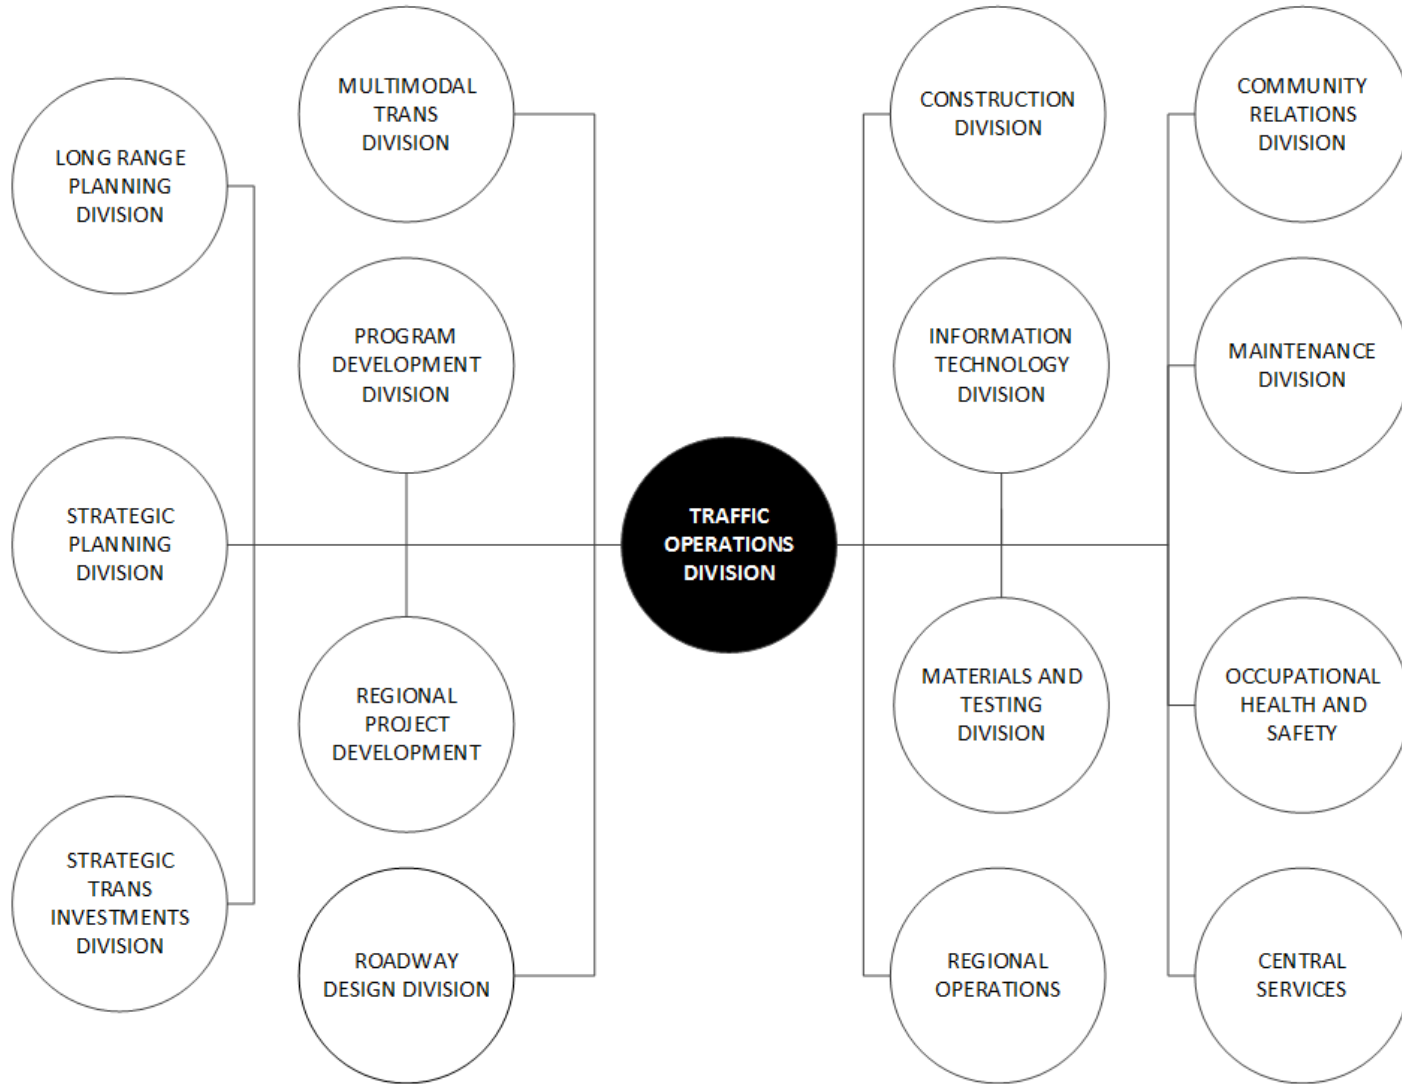 LONG RANGE
PLANNING
DIVISION
STRATEGIC
PLANNING
DIVISION
STRATEGIC
TRANS
INVESTMENTS
DIVISION
MULTIMODAL
TRANS
DIVISION
PROGRAM
DEVELOPMENT
DIVISION
REGIONAL
PROJECT
DEVELOPMENT
ROADWAY
DESIGN DIVISION
TRAFFIC
OPERATIONS
DIVISION
CONSTRUCTION
DIVISION
INFORMATION
TECHNOLOGY
DIVISION
MATERIALS AND
TESTING
DIVISION
REGIONAL
OPERATIONS
COMMUNITY
RELATIONS
DIVISION
MAINTENANCE
DIVISION
OCCUPATIONAL
HEALTH AND
SAFETY
CENTRAL
SERVICES